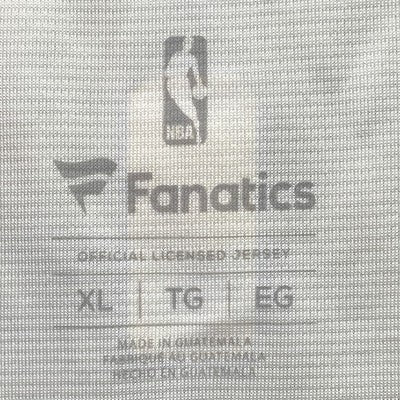 NBA
Fanatics
OFFICIAL LICENSED JERSEY
XL | TG | EG
MADE IN GUATEMALA
FABRIQUÉ AU GUATEMALA
HECHO EN GUATEMALA